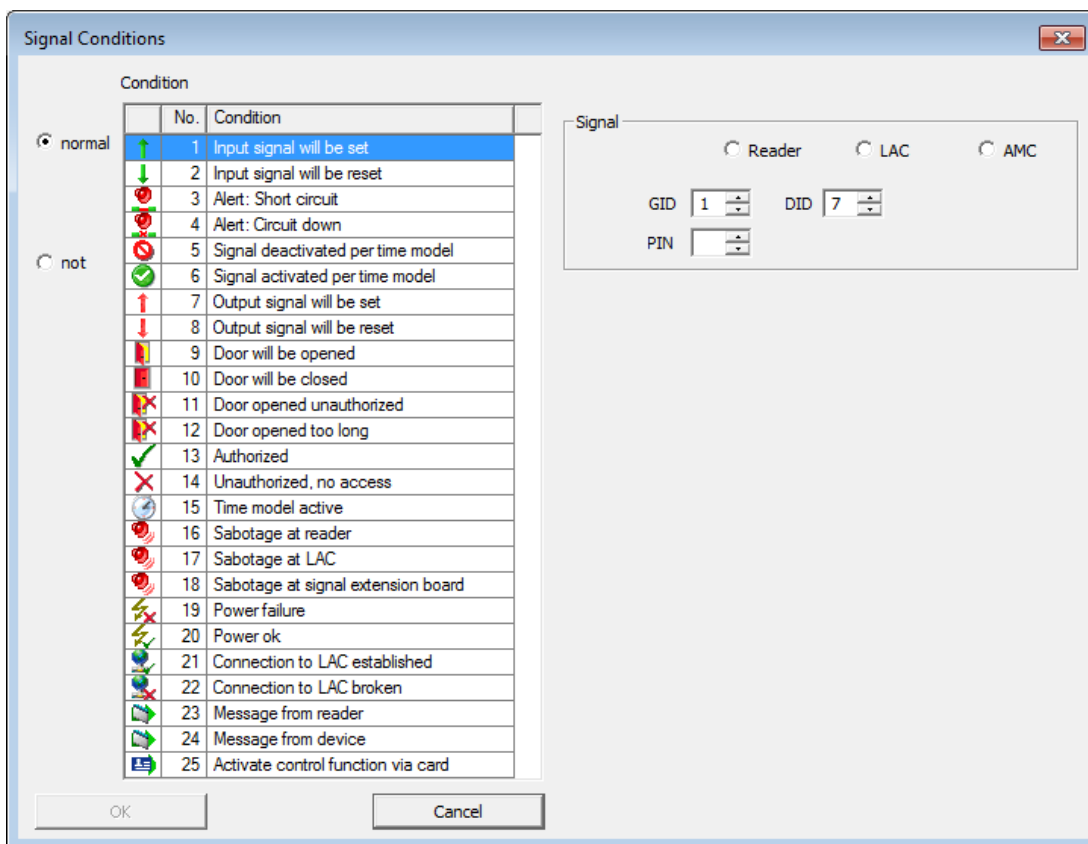 Signal Conditions
Condition
No. Condition
normal
not
1 Input signal will be set
2 Input signal will be reset
3 Alert: Short circuit
4 Alert: Circuit down
5 Signal deactivated per time model
6 Signal activated per time model
7 Output signal will be set
8 Output signal will be reset
9 Door will be opened
10 Door will be closed
11 Door opened unauthorized
12 Door opened too long
13 Authorized
14 Unauthorized, no access
15 Time model active
16 Sabotage at reader
17 Sabotage at LAC
18 Sabotage at signal extension board
19 Power failure
20 Power ok
21 Connection to LAC established
22 Connection to LAC broken
23 Message from reader
24 Message from device
25 Activate control function via card
Signal
Reader LAC AMC
GID 1 DID 7
PIN
OK Cancel